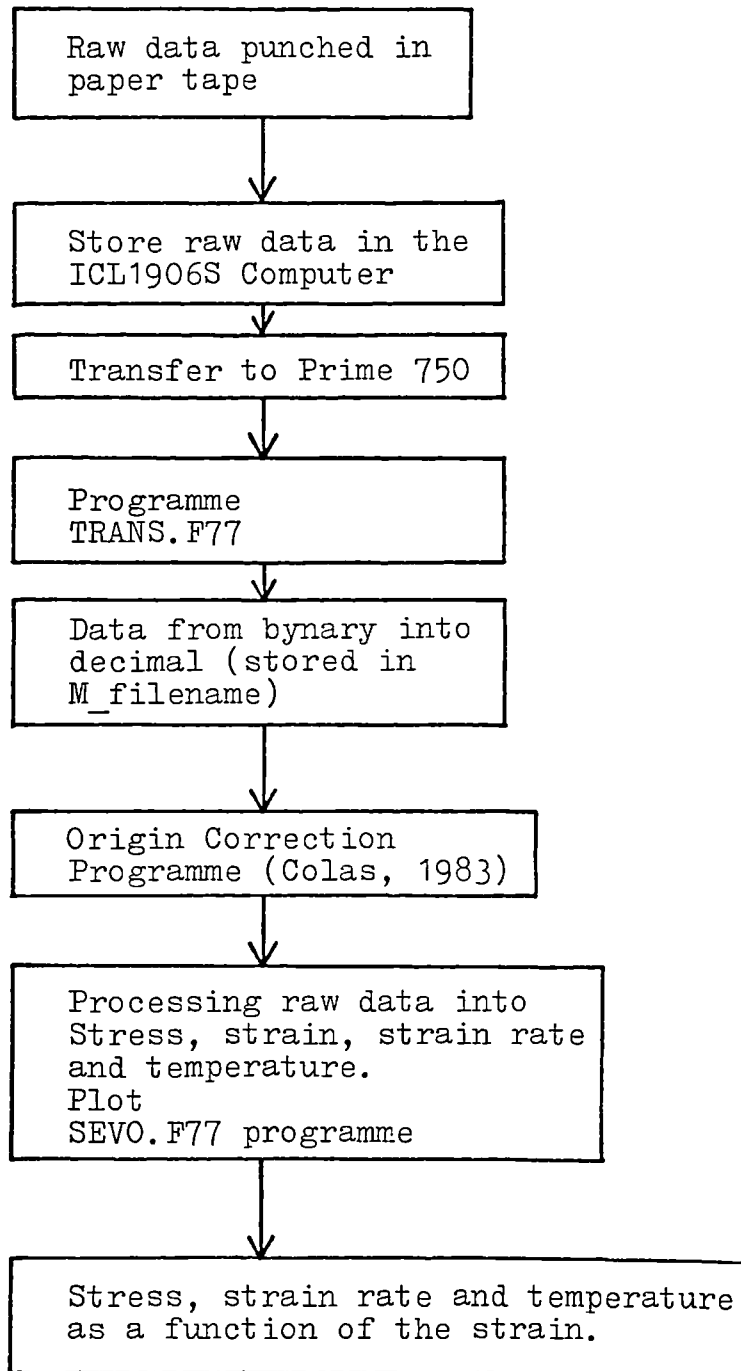 Raw data punched in
paper tape
Store raw data in the
ICL1906S Computer
Transfer to Prime 750
Programme
TRANS.F77
Data from bynary into
decimal (stored in
M_filename)
Origin Correction
Programme (Colas, 1983)
Processing raw data into
Stress, strain, strain rate
and temperature.
Plot
SEVO.F77 programme
Stress, strain rate and temperature
as a function of the strain.